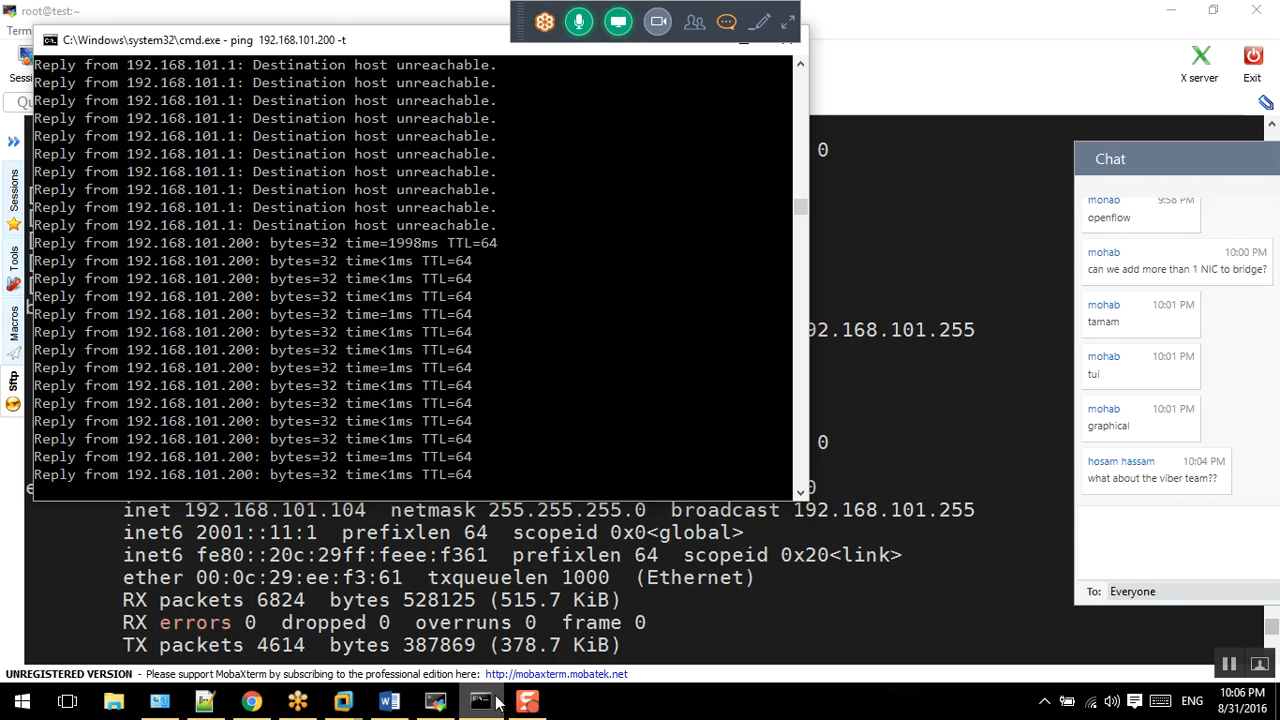 root@test:~
Term
C:\Windows\system32\cmd.exe - ping 192.168.101.200 -t
X server
Exit
Sess
Qu
Reply from 192.168.101.1: Destination host unreachable.
Reply from 192.168.101.1: Destination host unreachable.
Reply from 192.168.101.1: Destination host unreachable.
Reply from 192.168.101.1: Destination host unreachable.
Reply from 192.168.101.1: Destination host unreachable.
Reply from 192.168.101.1: Destination host unreachable.
Reply from 192.168.101.1: Destination host unreachable.
Reply from 192.168.101.1: Destination host unreachable.
Reply from 192.168.101.1: Destination host unreachable.
Reply from 192.168.101.1: Destination host unreachable.
Reply from 192.168.101.200: bytes=32 time=1998ms TTL=64
Reply from 192.168.101.200: bytes=32 time<1ms TTL=64
Reply from 192.168.101.200: bytes=32 time<1ms TTL=64
Reply from 192.168.101.200: bytes=32 time<1ms TTL=64
Reply from 192.168.101.200: bytes=32 time=1ms TTL=64
Reply from 192.168.101.200: bytes=32 time<1ms TTL=64
Reply from 192.168.101.200: bytes=32 time<1ms TTL=64
Reply from 192.168.101.200: bytes=32 time<1ms TTL=64
Reply from 192.168.101.200: bytes=32 time<1ms TTL=64
Reply from 192.168.101.200: bytes=32 time<1ms TTL=64
Reply from 192.168.101.200: bytes=32 time<1ms TTL=64
Reply from 192.168.101.200: bytes=32 time<1ms TTL=64
Reply from 192.168.101.200: bytes=32 time<1ms TTL=64
Reply from 192.168.101.200: bytes=32 time<1ms TTL=64
Sessions
Tools
Macros
Sftp
0
92.168.101.255
0
0
inet 192.168.101.104 netmask 255.255.255.0 broadcast 192.168.101.255
inet6 2001::11:1 prefixlen 64 scopeid 0x0<global>
inet6 fe80::20c:29ff:feee:f361 prefixlen 64 scopeid 0x20<link>
ether 00:0c:29:ee:f3:61 txqueuelen 1000 (Ethernet)
RX packets 6824 bytes 528125 (515.7 KiB)
RX errors 0 dropped 0 overruns 0 frame 0
TX packets 4614 bytes 387869 (378.7 KiB)
Chat
mohab 9:58 PM
openflow
mohab 10:00 PM
can we add more than 1 NIC to bridge?
mohab 10:01 PM
tamam
mohab 10:01 PM
tui
mohab 10:01 PM
graphical
hosam hassam 10:04 PM
what about the viber team??
To: Everyone
UNREGISTERED VERSION - Please support MobaXterm by subscribing to the professional edition here: http://mobaxterm.mobatek.net
ENG
10:06 PM
8/31/2016